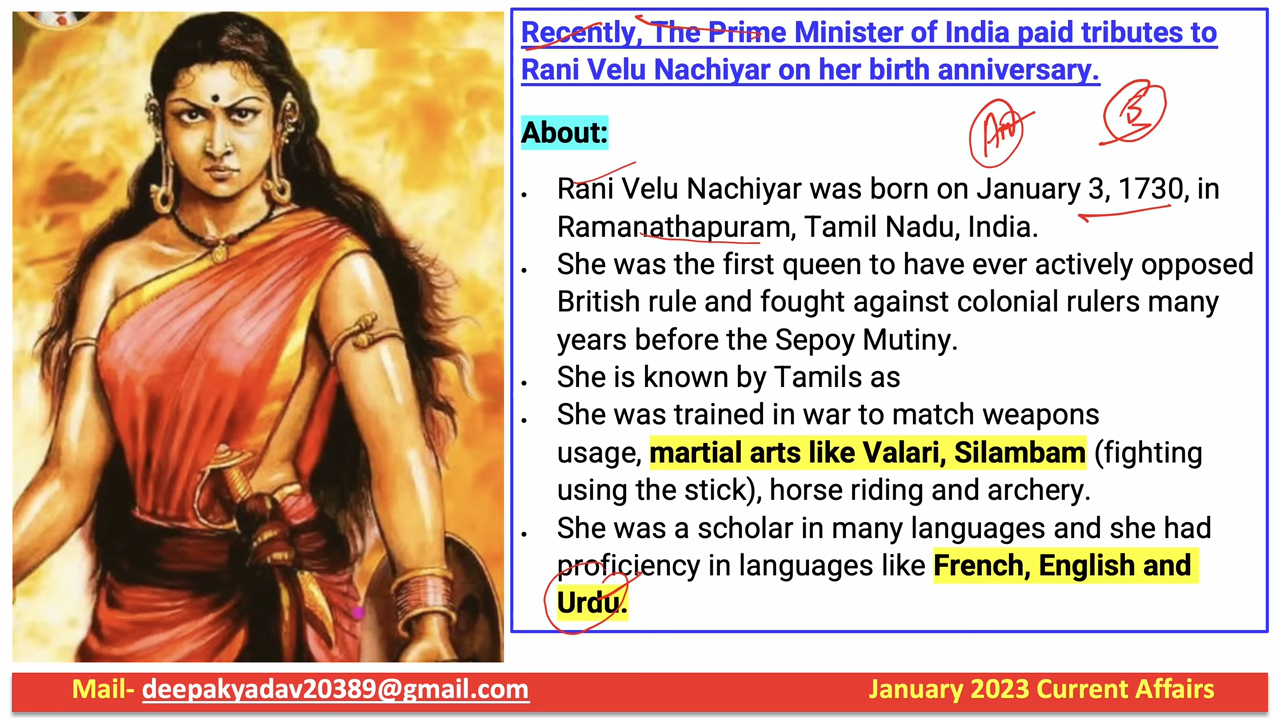 Recently, The Prime Minister of India paid tributes to
Rani Velu Nachiyar on her birth anniversary.
About:
• Rani Velu Nachiyar was born on January 3, 1730, in
Ramanathapuram, Tamil Nadu, India.
• She was the first queen to have ever actively opposed
British rule and fought against colonial rulers many
years before the Sepoy Mutiny.
• She is known by Tamils as
• She was trained in war to match weapons
usage, martial arts like Valari, Silambam (fighting
using the stick), horse riding and archery.
• She was a scholar in many languages and she had
proficiency in languages like French, English and
Urdu.
Mail- deepakyadav20389@gmail.com
January 2023 Current Affairs